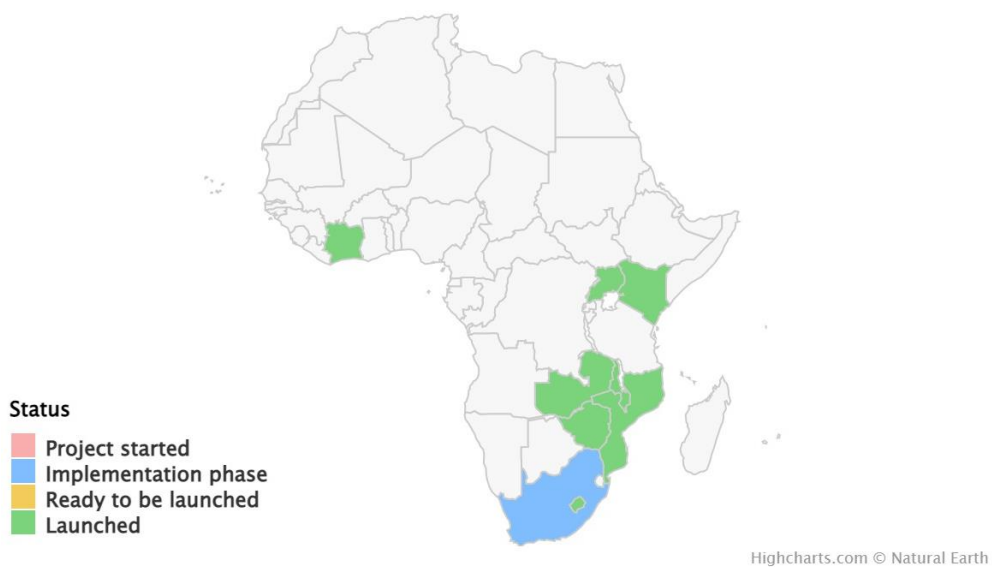 Status
Project started
Implementation phase
Ready to be launched
Launched
Highcharts.com © Natural Earth